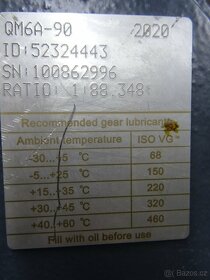 QM6A-90 2020
ID:52324443
SN:100862996
RATIO: 1:88.348
Recommended gear lubricants
Ambient temperature ISO VG
-30...+5 °C 68
-5...+25 °C 150
+15...+35 °C 220
+30...+45 °C 320
+40...+60 °C 460
Fill with oil before use
bazos.cz